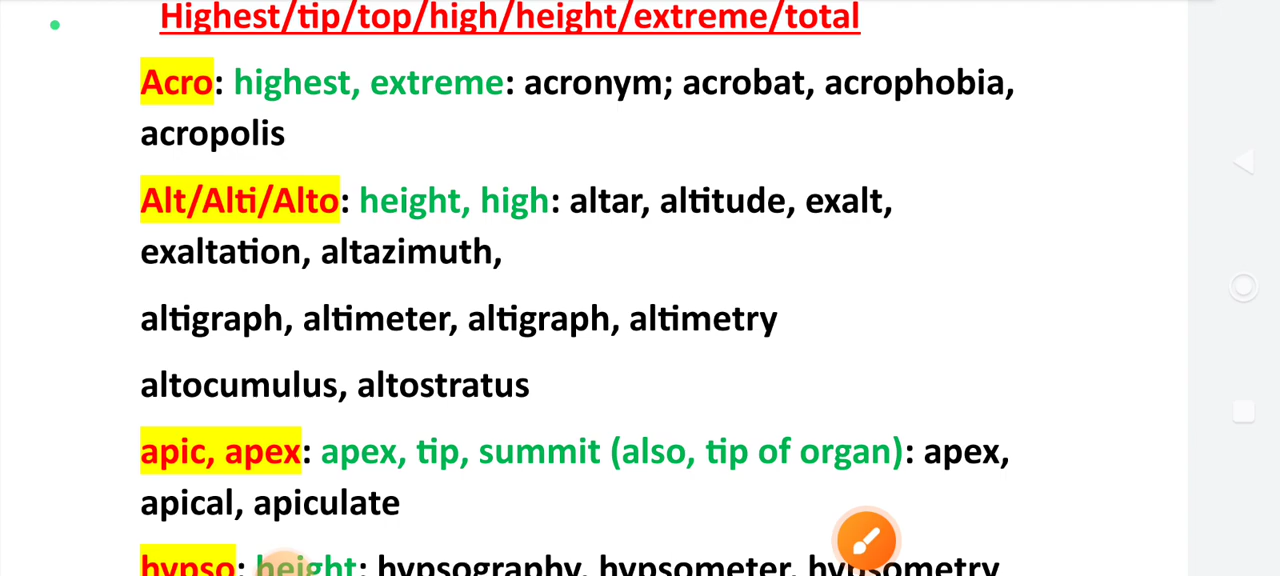 Highest/tip/top/high/height/extreme/total
Acro: highest, extreme: acronym; acrobat, acrophobia,
acropolis
Alt/Alti/Alto: height, high: altar, altitude, exalt,
exaltation, altazimuth,
altigraph, altimeter, altigraph, altimetry
altocumulus, altostratus
apic, apex: apex, tip, summit (also, tip of organ): apex,
apical, apiculate
hypso: height: hypsography, hypsometer, hypsometry